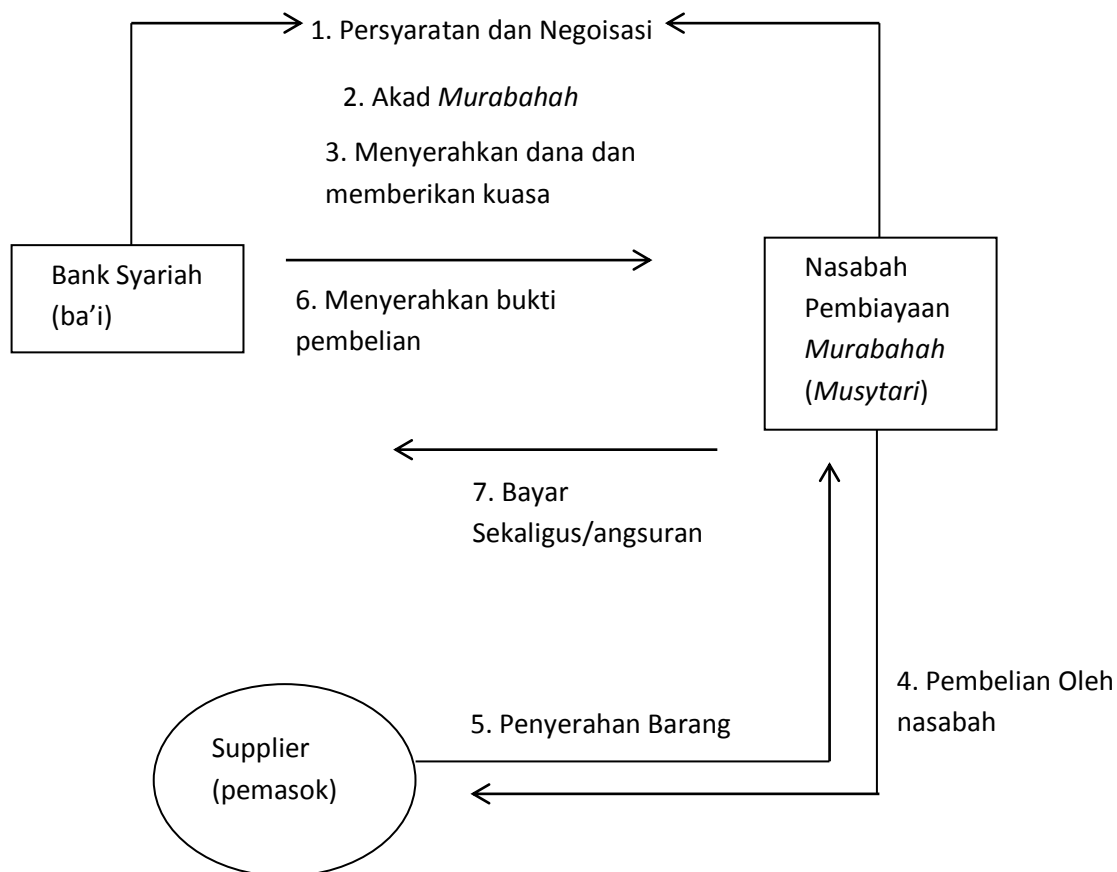 1. Persyaratan dan Negoisasi
2. Akad Murabahah
3. Menyerahkan dana dan
memberikan kuasa
Bank Syariah
(ba’i)
6. Menyerahkan bukti
pembelian
Nasabah
Pembiayaan
Murabahah
(Musytari)
7. Bayar
Sekaligus/angsuran
4. Pembelian Oleh
nasabah
5. Penyerahan Barang
Supplier
(pemasok)